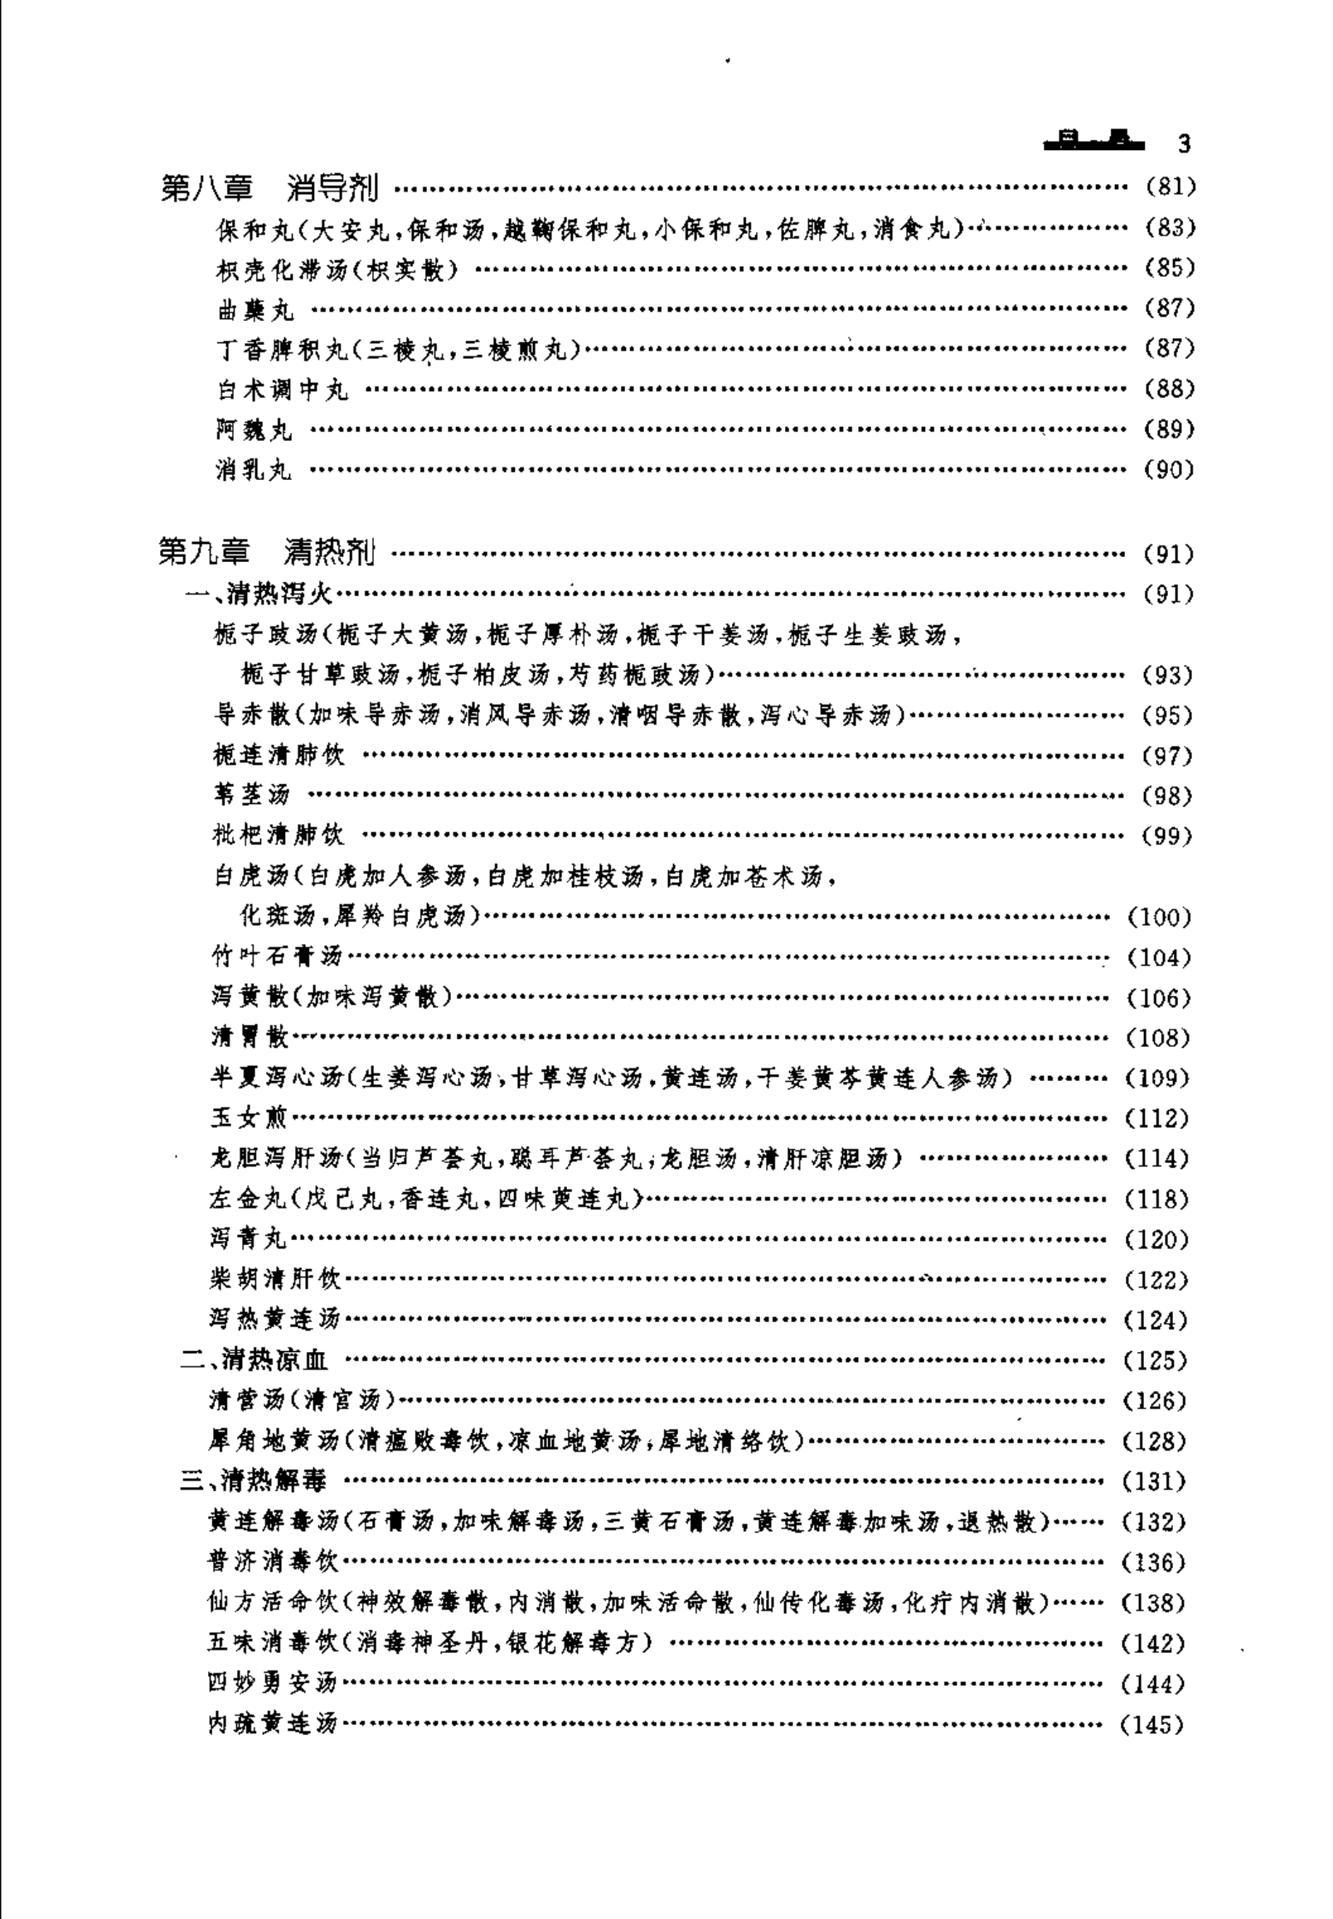 目 录 3
第八章 消导剂 ………… (81)
保和丸(大安丸,保和汤,越鞠保和丸,小保和丸,佐脾丸,消食丸)………… (83)
枳壳化滞汤(枳实散) ………… (85)
曲蘖丸 ………… (87)
丁香脾积丸(三棱丸,三棱煎丸)………… (87)
白术调中丸 ………… (88)
阿魏丸 ………… (89)
消乳丸 ………… (90)
第九章 清热剂 ………… (91)
一、清热泻火………… (91)
栀子豉汤(栀子大黄汤,栀子厚朴汤,栀子干姜汤,栀子生姜豉汤,
栀子甘草豉汤,栀子柏皮汤,芍药栀豉汤)………… (93)
导赤散(加味导赤汤,消风导赤汤,清咽导赤散,泻心导赤汤)………… (95)
栀连清肺饮 ………… (97)
苇茎汤 ………… (98)
枇杷清肺饮 ………… (99)
白虎汤(白虎加人参汤,白虎加桂枝汤,白虎加苍术汤,
化斑汤,犀羚白虎汤)………… (100)
竹叶石膏汤………… (104)
泻黄散(加味泻黄散)………… (106)
清胃散………… (108)
半夏泻心汤(生姜泻心汤,甘草泻心汤,黄连汤,干姜黄芩黄连人参汤) ……… (109)
玉女煎………… (112)
龙胆泻肝汤(当归芦荟丸,聪耳芦荟丸,龙胆汤,清肝凉胆汤) ………… (114)
左金丸(戊己丸,香连丸,四味萸连丸)………… (118)
泻青丸………… (120)
柴胡清肝饮………… (122)
泻热黄连汤………… (124)
二、清热凉血 ………… (125)
清营汤(清宫汤)………… (126)
犀角地黄汤(清瘟败毒饮,凉血地黄汤,犀地清络饮)………… (128)
三、清热解毒 ………… (131)
黄连解毒汤(石膏汤,加味解毒汤,三黄石膏汤,黄连解毒加味汤,退热散)…… (132)
普济消毒饮………… (136)
仙方活命饮(神效解毒散,内消散,加味活命散,仙传化毒汤,化疔内消散)…… (138)
五味消毒饮(消毒神圣丹,银花解毒方) ………… (142)
四妙勇安汤………… (144)
内疏黄连汤………… (145)